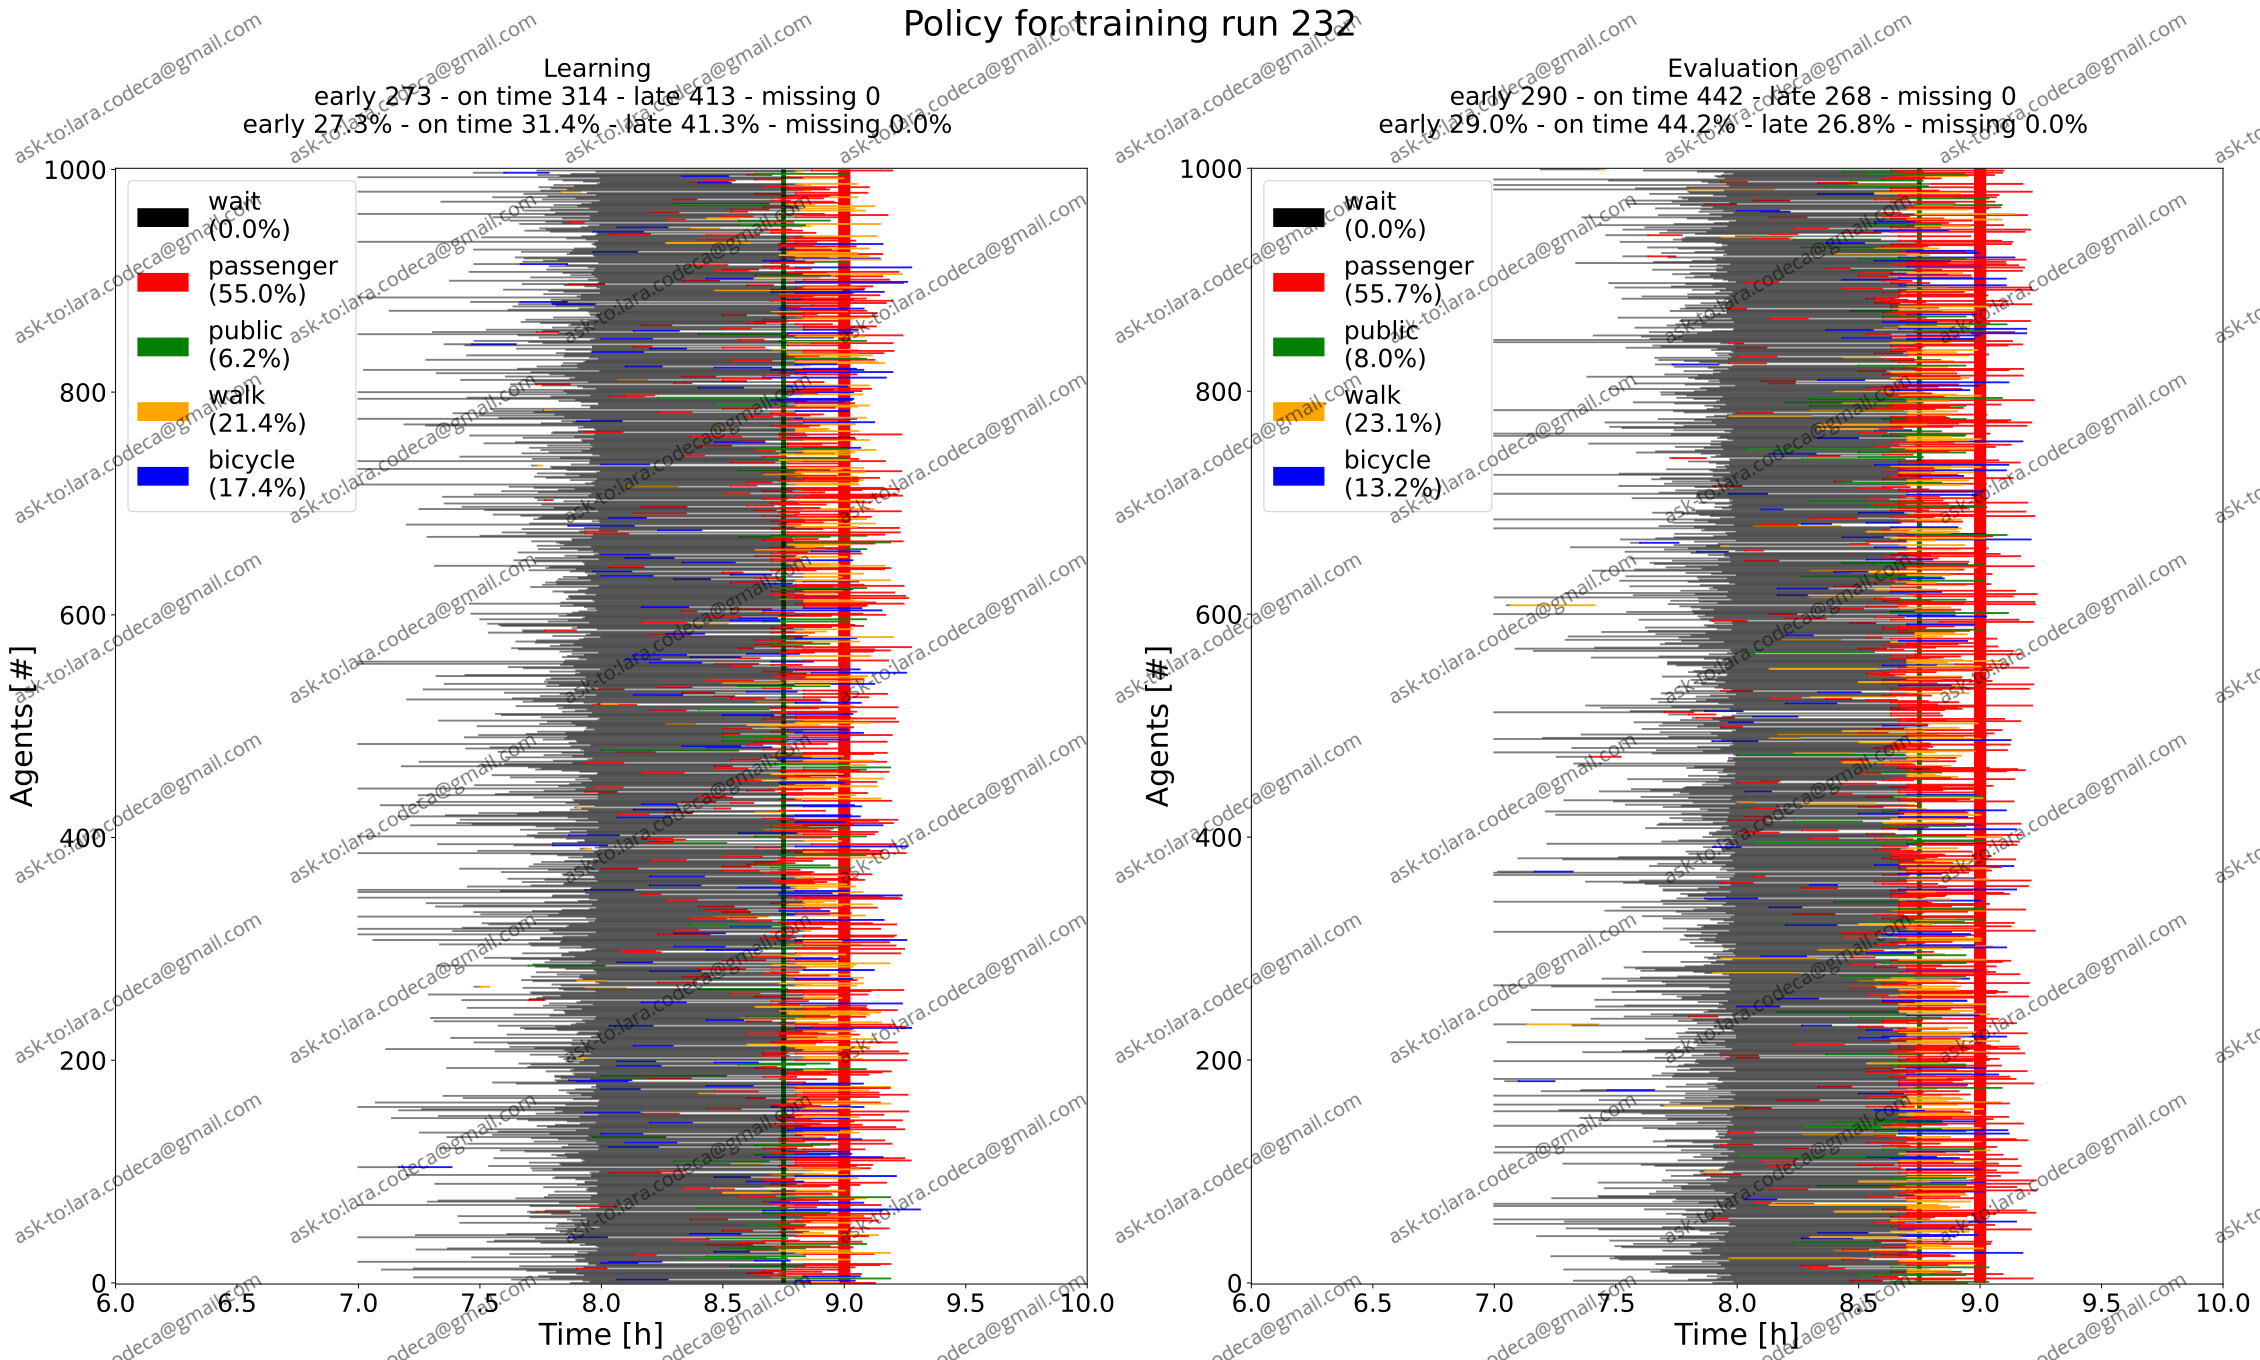 Policy for training run 232
Learning
early 273 - on time 314 - late 413 - missing 0
early 27.3% - on time 31.4% - late 41.3% - missing 0.0%
1000
800
600
400
200
0
Agents [#]
wait
(0.0%)
passenger
(55.0%)
public
(6.2%)
walk
(21.4%)
bicycle
(17.4%)
6.0 6.5 7.0 7.5 8.0 8.5 9.0 9.5 10.0
Time [h]
Evaluation
early 290 - on time 442 - late 268 - missing 0
early 29.0% - on time 44.2% - late 26.8% - missing 0.0%
1000
800
600
400
200
0
Agents [#]
wait
(0.0%)
passenger
(55.7%)
public
(8.0%)
walk
(23.1%)
bicycle
(13.2%)
6.0 6.5 7.0 7.5 8.0 8.5 9.0 9.5 10.0
Time [h]
ask-to:lara.codeca@gmail.com